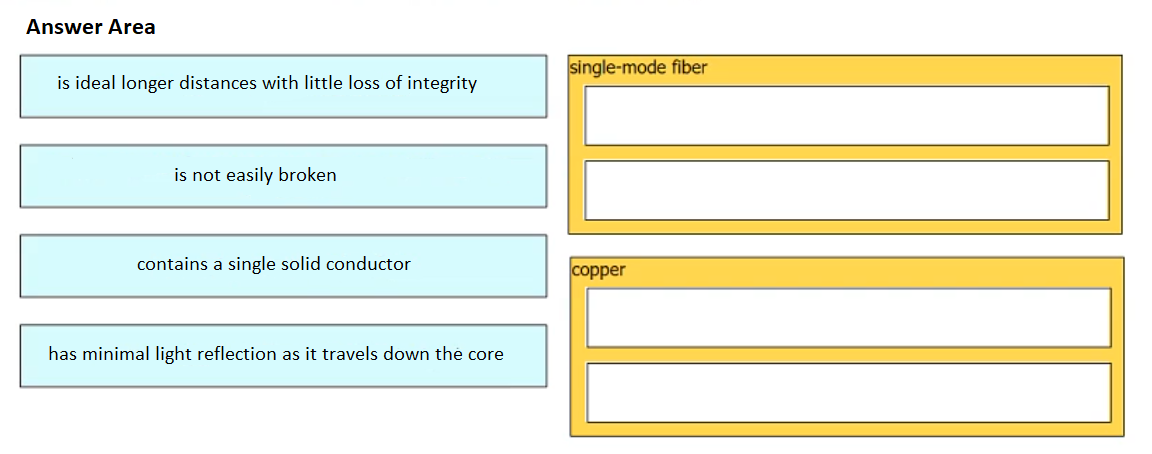 Answer Area
is ideal longer distances with little loss of integrity
is not easily broken
contains a single solid conductor
has minimal light reflection as it travels down the core
single-mode fiber
copper